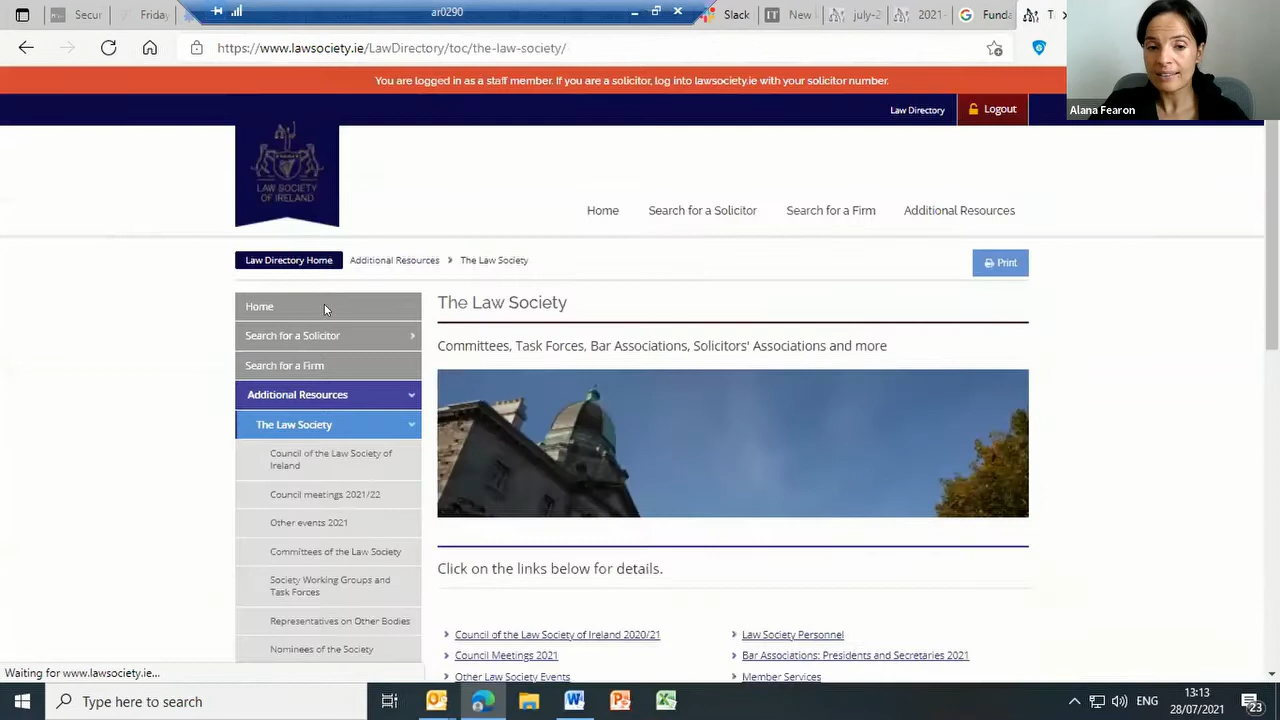 Secu
Friday
ar0290
Slack
New
july-2
2021-
Funda
T
https://www.lawsociety.ie/LawDirectory/toc/the-law-society/
You are logged in as a staff member. If you are a solicitor, log into lawsociety.ie with your solicitor number.
Alana Fearon
Law Directory
Logout
LAW SOCIETY
OF IRELAND
Home
Search for a Solicitor
Search for a Firm
Additional Resources
Law Directory Home
Additional Resources
The Law Society
Print
Home
Search for a Solicitor
Search for a Firm
Additional Resources
The Law Society
Council of the Law Society of
Ireland
Council meetings 2021/22
Other events 2021
Committees of the Law Society
Society Working Groups and
Task Forces
Representatives on Other Bodies
Nominees of the Society
The Law Society
Committees, Task Forces, Bar Associations, Solicitors' Associations and more
Click on the links below for details.
Council of the Law Society of Ireland 2020/21
Law Society Personnel
Council Meetings 2021
Bar Associations: Presidents and Secretaries 2021
Other Law Society Events
Member Services
Waiting for www.lawsociety.ie...
Type here to search
ENG
13:13
28/07/2021
23